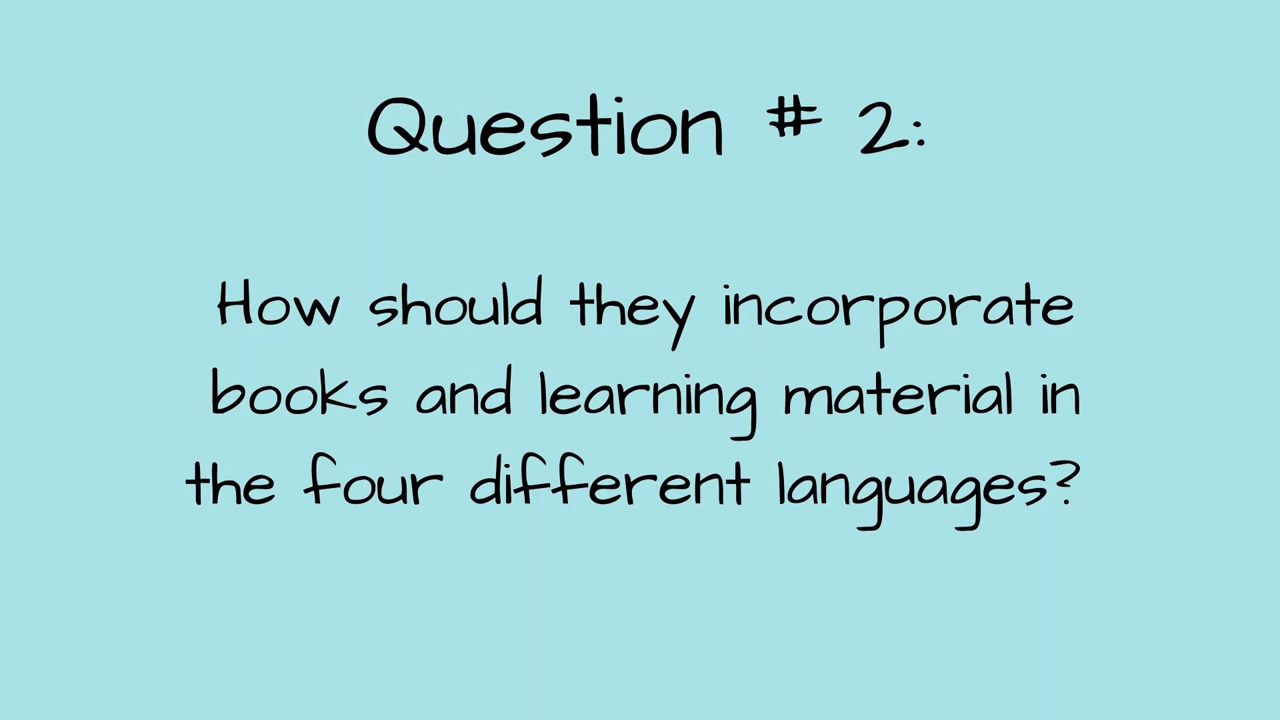 Question # 2:
How should they incorporate
books and learning material in
the four different languages?